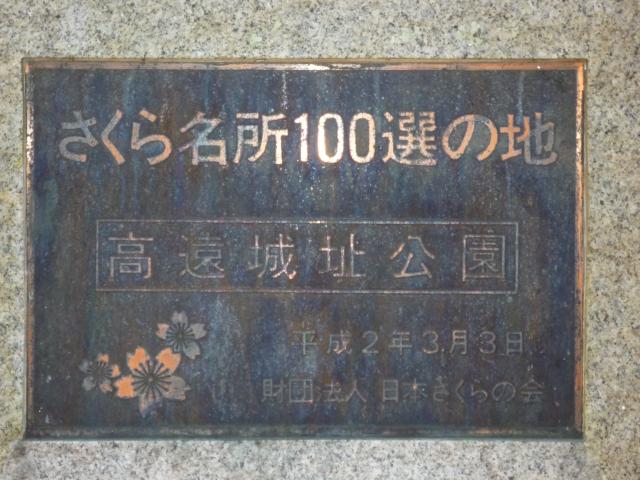 さくら名所100選の地
高遠城址公園
平成2年3月3日
財団法人 日本さくらの会